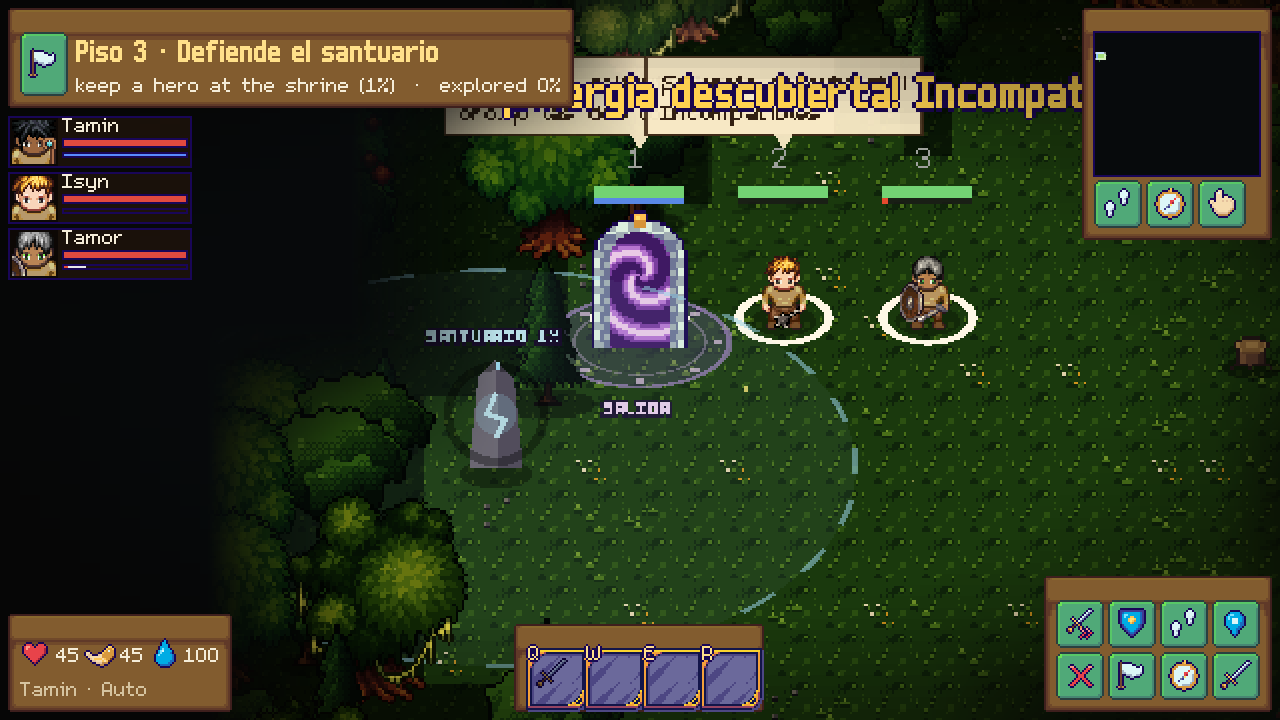 Piso 3 · Defiende el santuario
keep a hero at the shrine (1%) · explored 0%
descubierta! Incompat
Incompatibles
Tamin
Isyn
Tamor
1
2
3
SANTUARIO 1%
SALIDA
45 45 100
Tamin · Auto
Q W E R